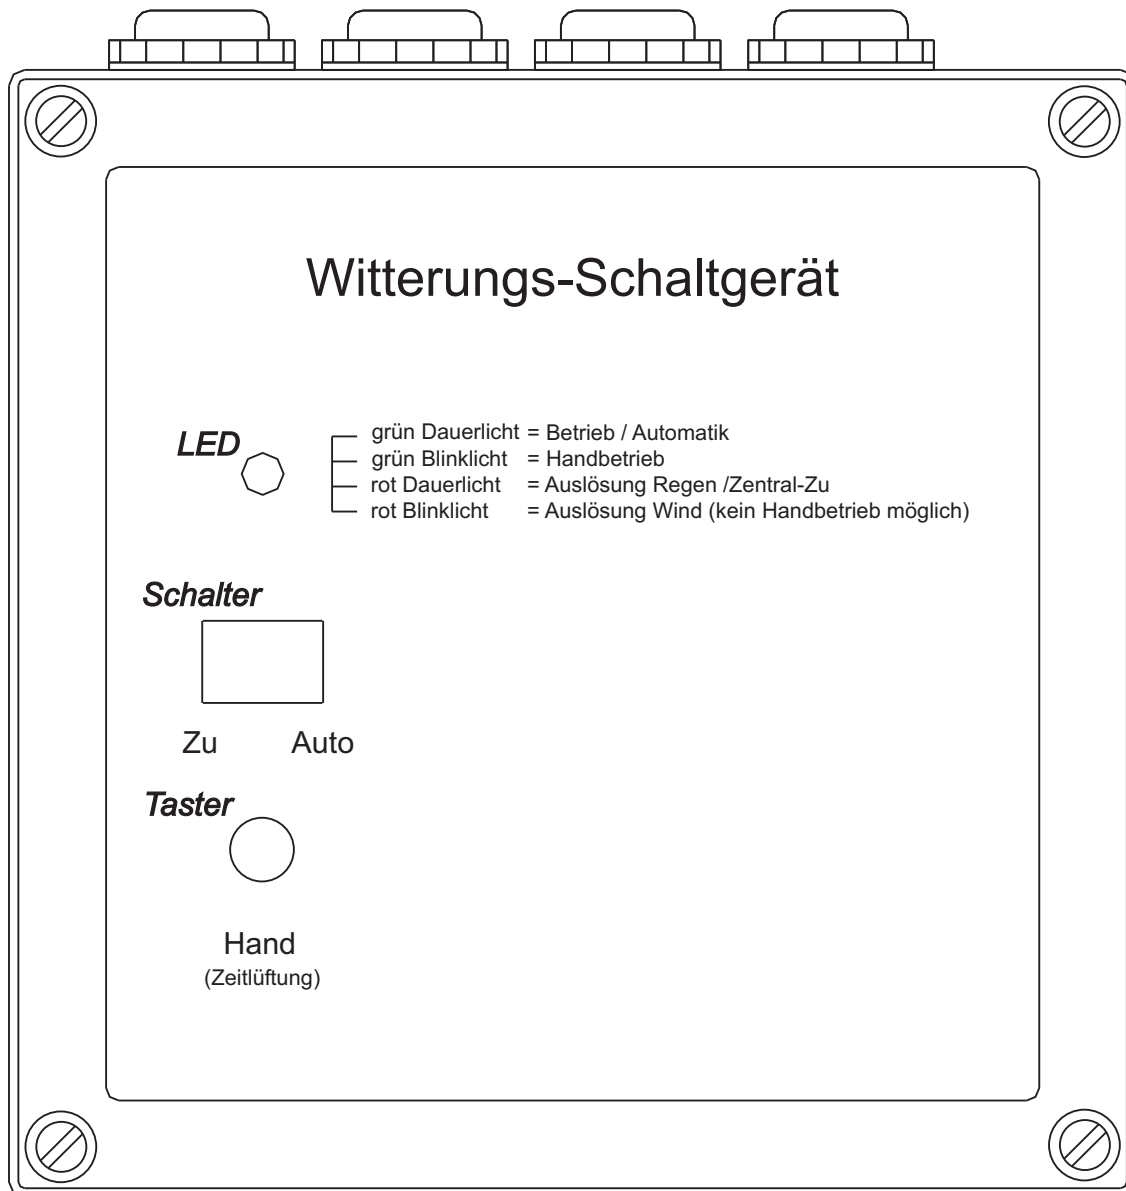 Witterungs-Schaltgerät
LED
grün Dauerlicht = Betrieb / Automatik
grün Blinklicht = Handbetrieb
rot Dauerlicht = Auslösung Regen /Zentral-Zu
rot Blinklicht = Auslösung Wind (kein Handbetrieb möglich)
Schalter
Zu Auto
Taster
Hand
(Zeitlüftung)